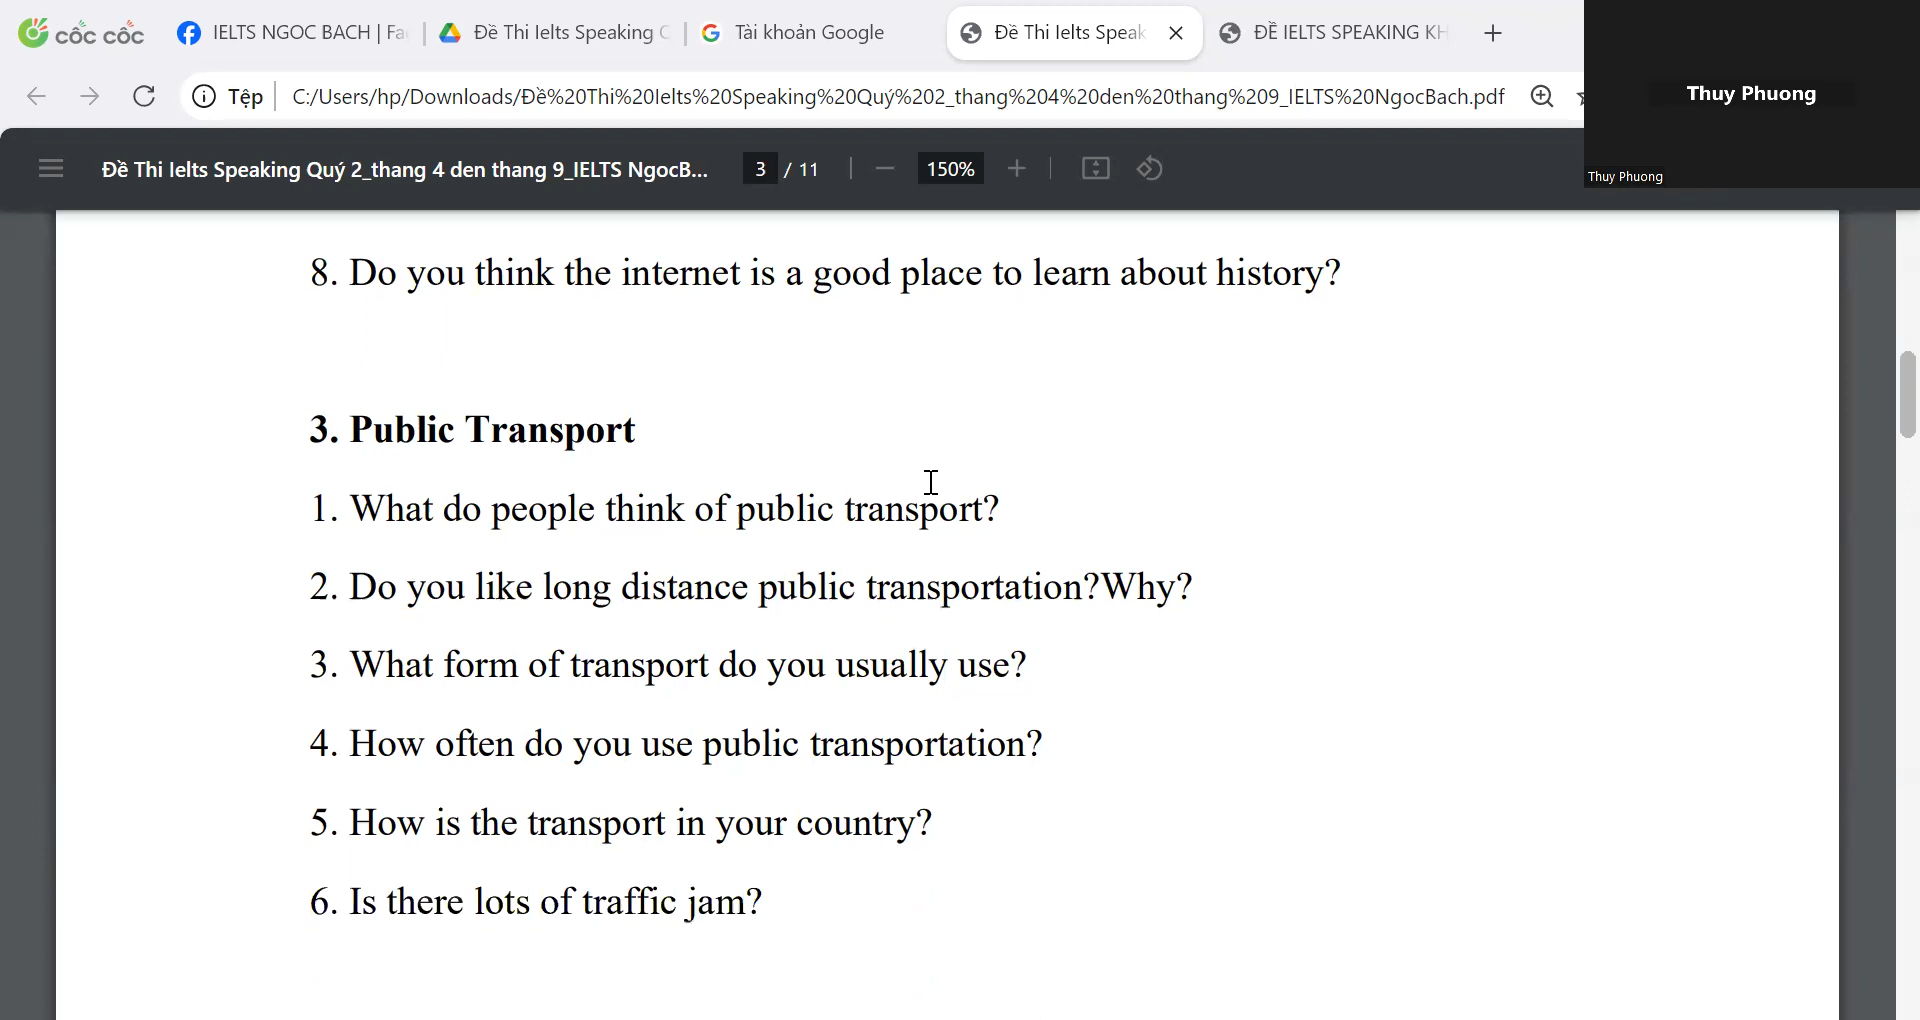 cốc cốc
IELTS NGOC BACH | Fa
Đề Thi Ielts Speaking
Tài khoản Google
Đề Thi Ielts Speak
ĐỀ IELTS SPEAKING KH
Tệp
C:/Users/hp/Downloads/Đề%20Thi%20Ielts%20Speaking%20Quý%202_thang%204%20den%20thang%209_IELTS%20NgocBach.pdf
Thuy Phuong
Thuy Phuong
Đề Thi Ielts Speaking Quý 2_thang 4 den thang 9_IELTS NgocB...
3 / 11
150%
8. Do you think the internet is a good place to learn about history?
3. Public Transport
1. What do people think of public transport?
2. Do you like long distance public transportation?Why?
3. What form of transport do you usually use?
4. How often do you use public transportation?
5. How is the transport in your country?
6. Is there lots of traffic jam?